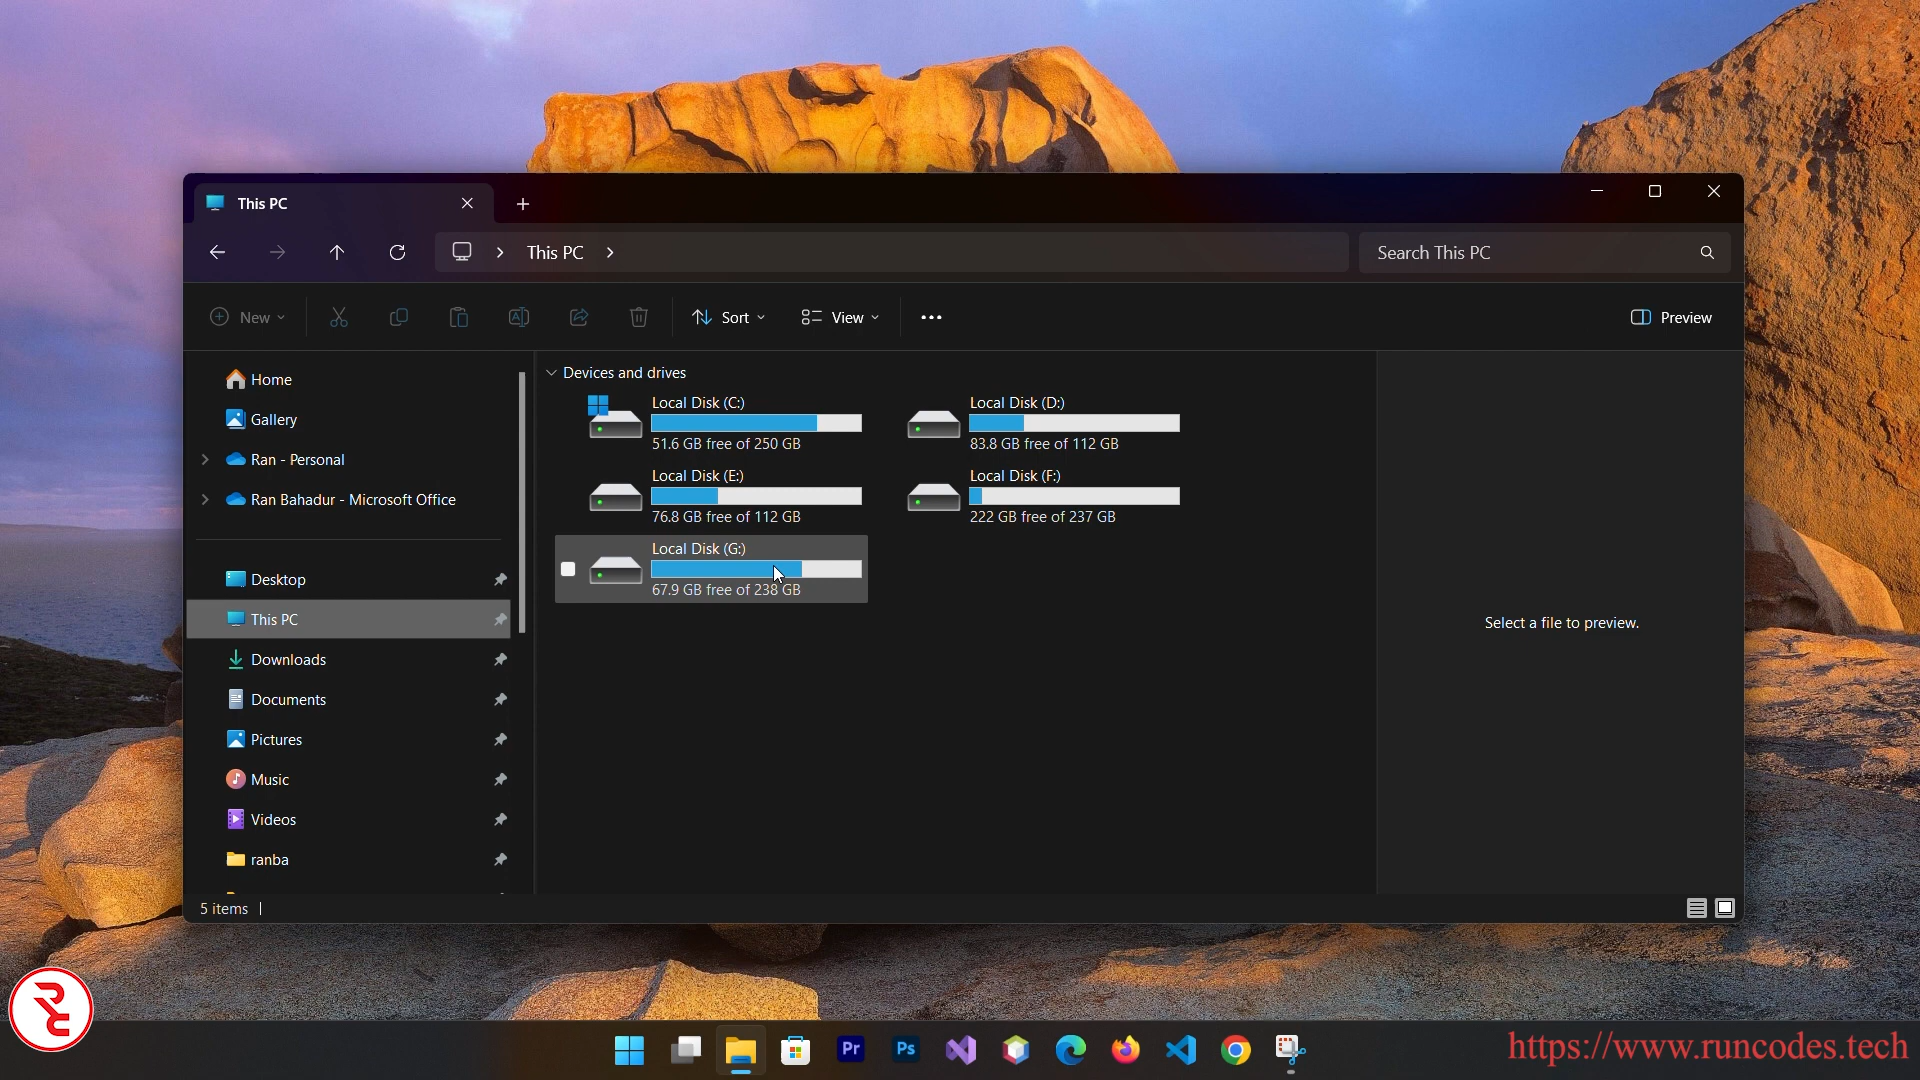 This PC
This PC
Search This PC
New
Sort
View
Preview
Home
Gallery
Ran - Personal
Ran Bahadur - Microsoft Office
Desktop
This PC
Downloads
Documents
Pictures
Music
Videos
ranba
Devices and drives
Local Disk (C:)
51.6 GB free of 250 GB
Local Disk (D:)
83.8 GB free of 112 GB
Local Disk (E:)
76.8 GB free of 112 GB
Local Disk (F:)
222 GB free of 237 GB
Local Disk (G:)
67.9 GB free of 238 GB
Select a file to preview.
5 items
RC
Pr
Ps
https://www.runcodes.tech